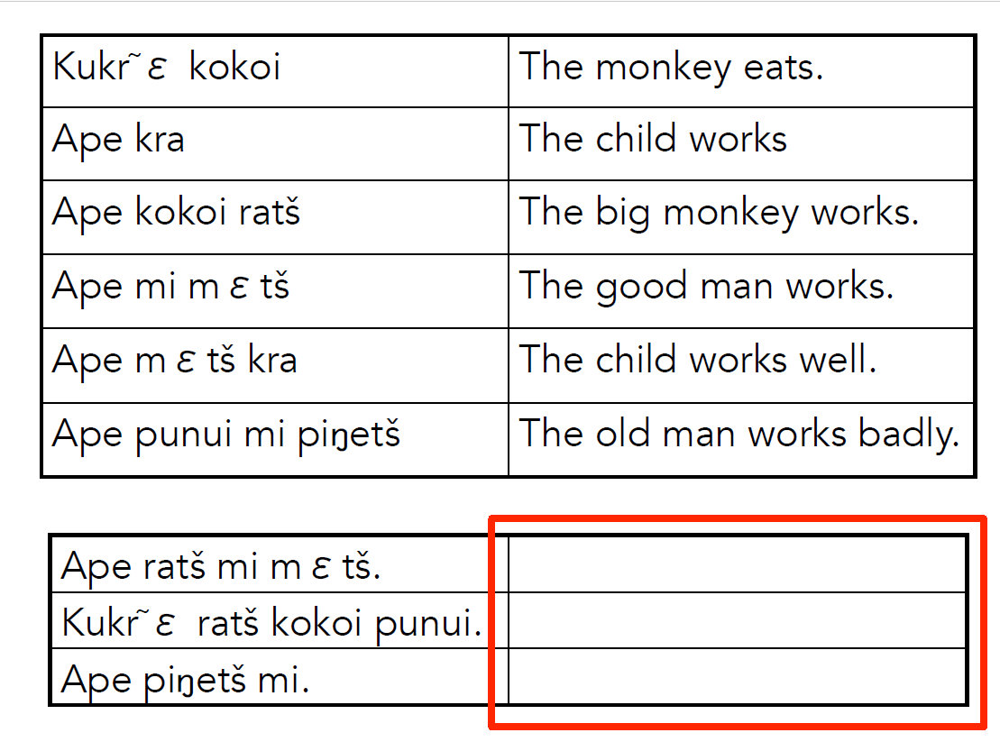 Kukr˜ɛ kokoi
The monkey eats.
Ape kra
The child works
Ape kokoi ratš
The big monkey works.
Ape mi m ɛ tš
The good man works.
Ape m ɛ tš kra
The child works well.
Ape punui mi piŋetš
The old man works badly.
Ape ratš mi m ɛ tš.
Kukr˜ɛ ratš kokoi punui.
Ape piŋetš mi.